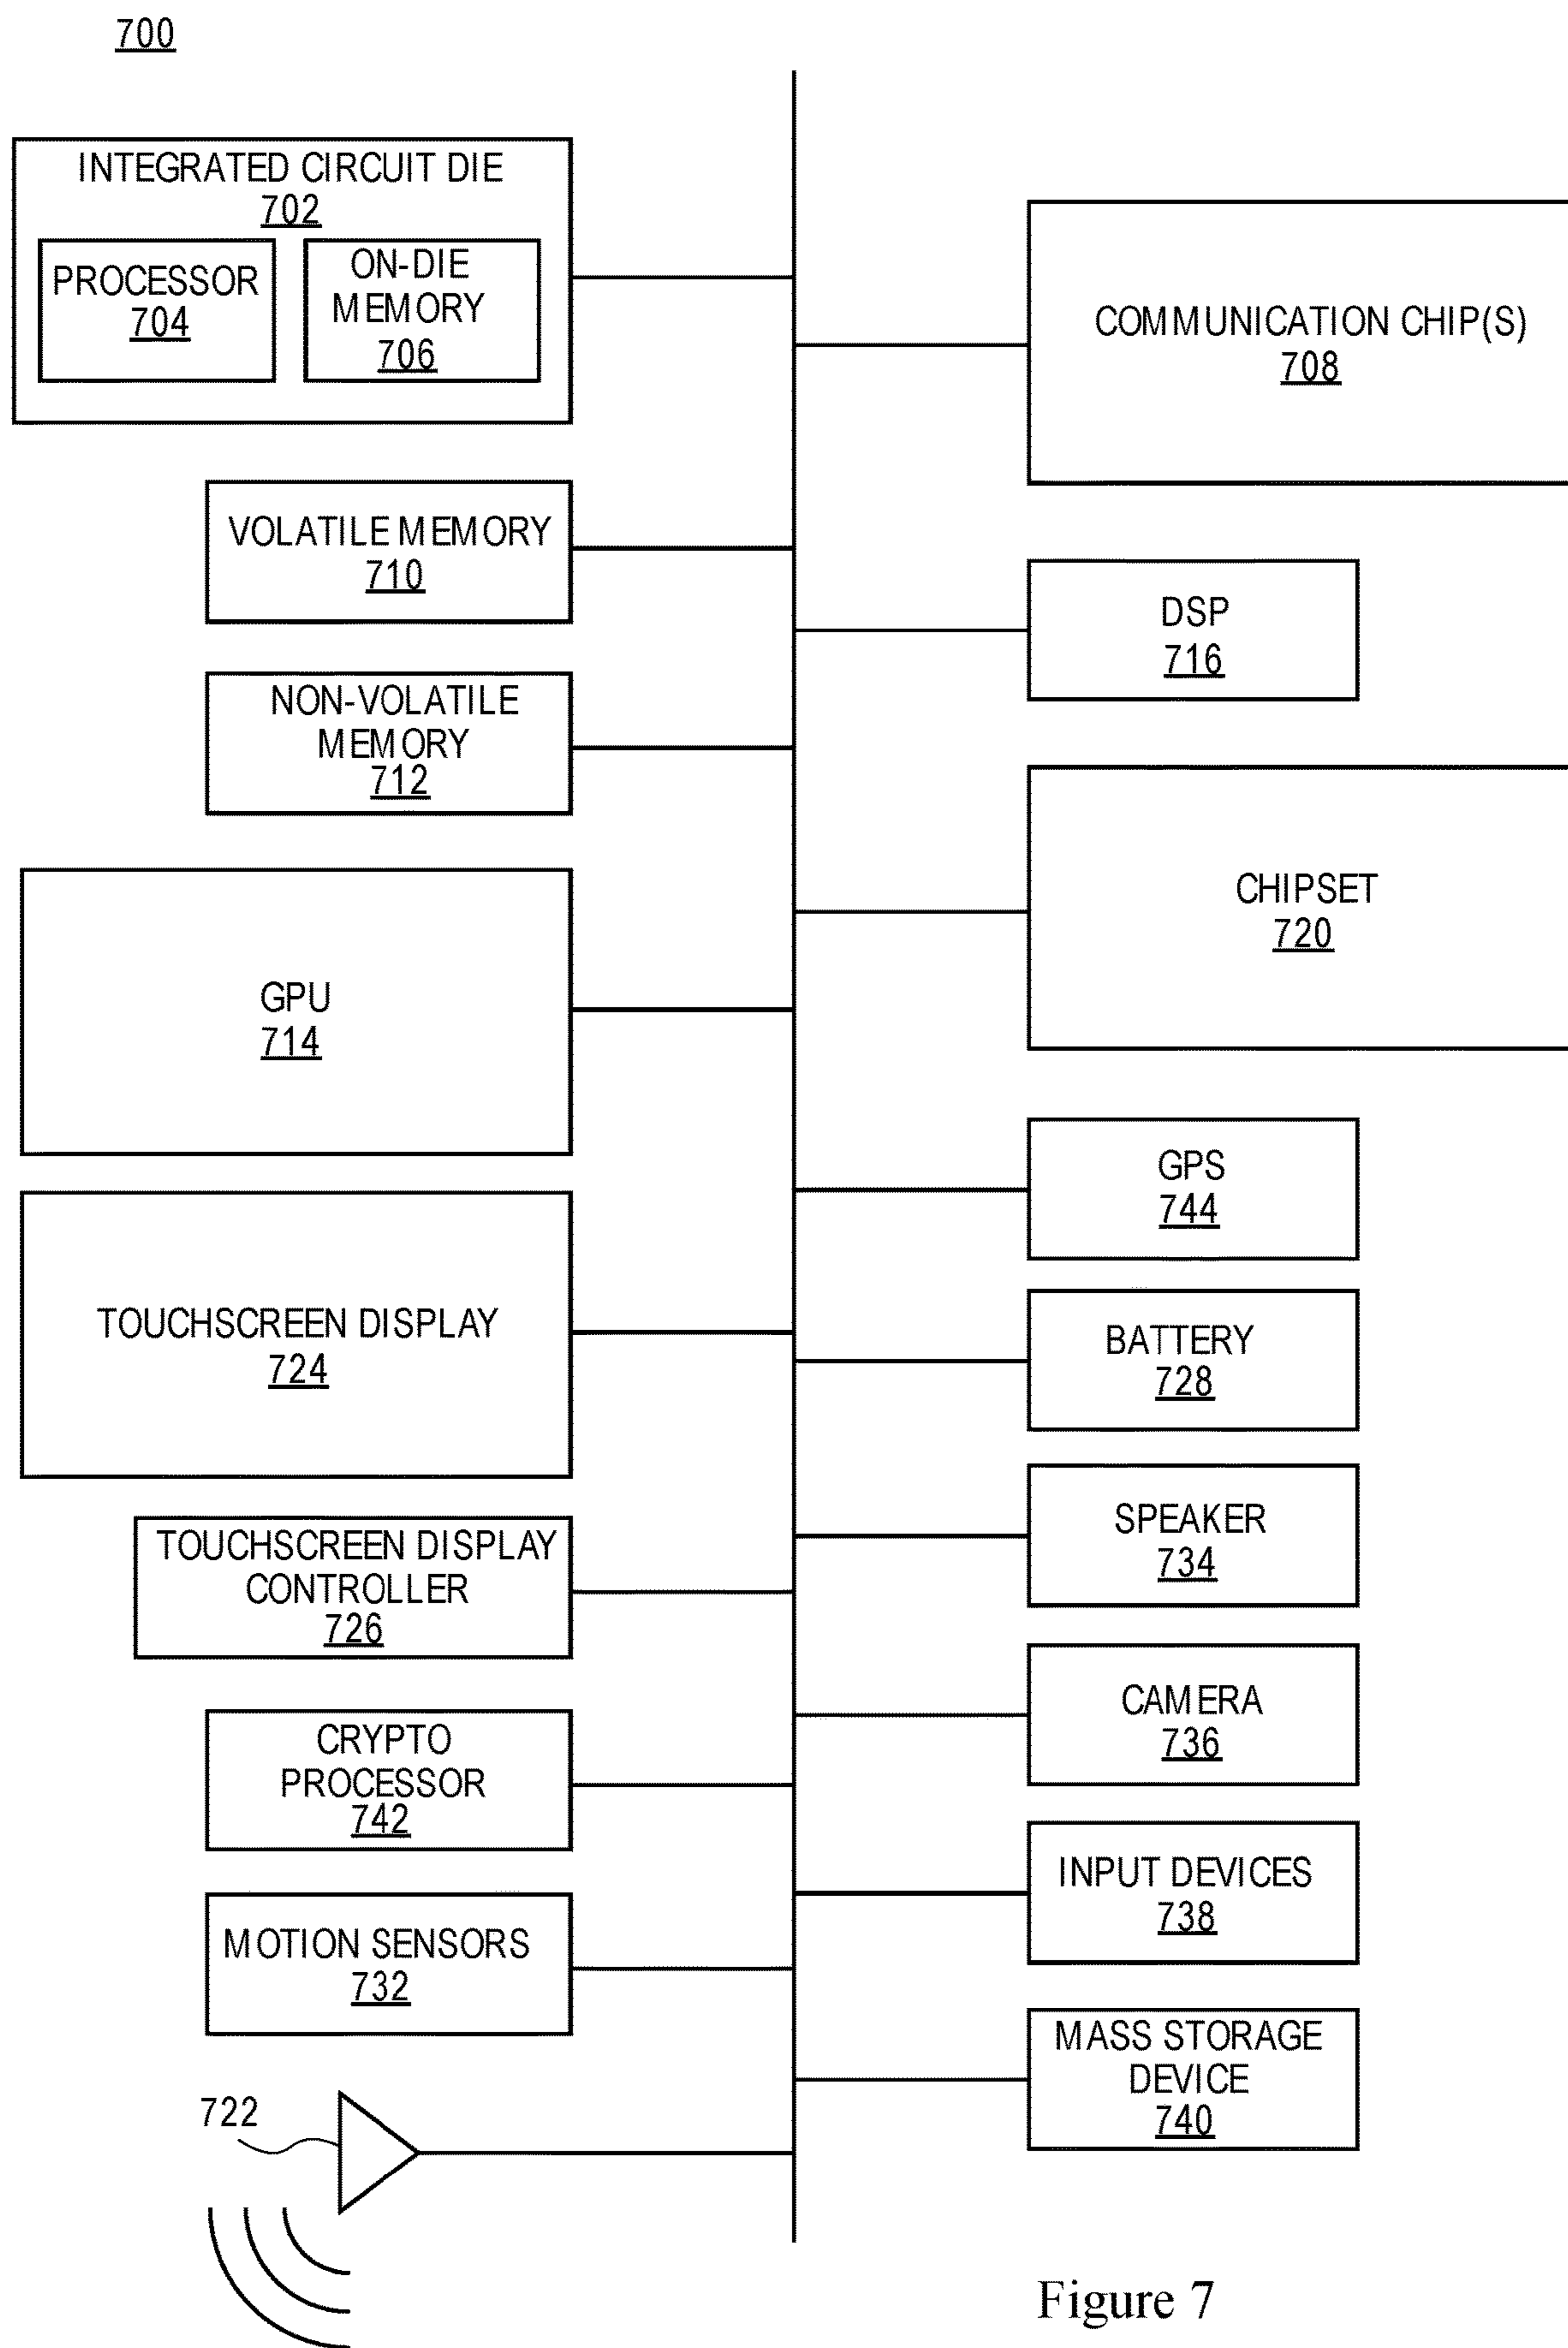 700
INTEGRATED CIRCUIT DIE
702
PROCESSOR
704
ON-DIE
MEMORY
706
COMMUNICATION CHIP(S)
708
VOLATILE MEMORY
710
DSP
716
NON-VOLATILE
MEMORY
712
CHIPSET
720
GPU
714
GPS
744
TOUCHSCREEN DISPLAY
724
BATTERY
728
SPEAKER
734
TOUCHSCREEN DISPLAY
CONTROLLER
726
CAMERA
736
CRYPTO
PROCESSOR
742
INPUT DEVICES
738
MOTION SENSORS
732
MASS STORAGE
DEVICE
740
722
Figure 7